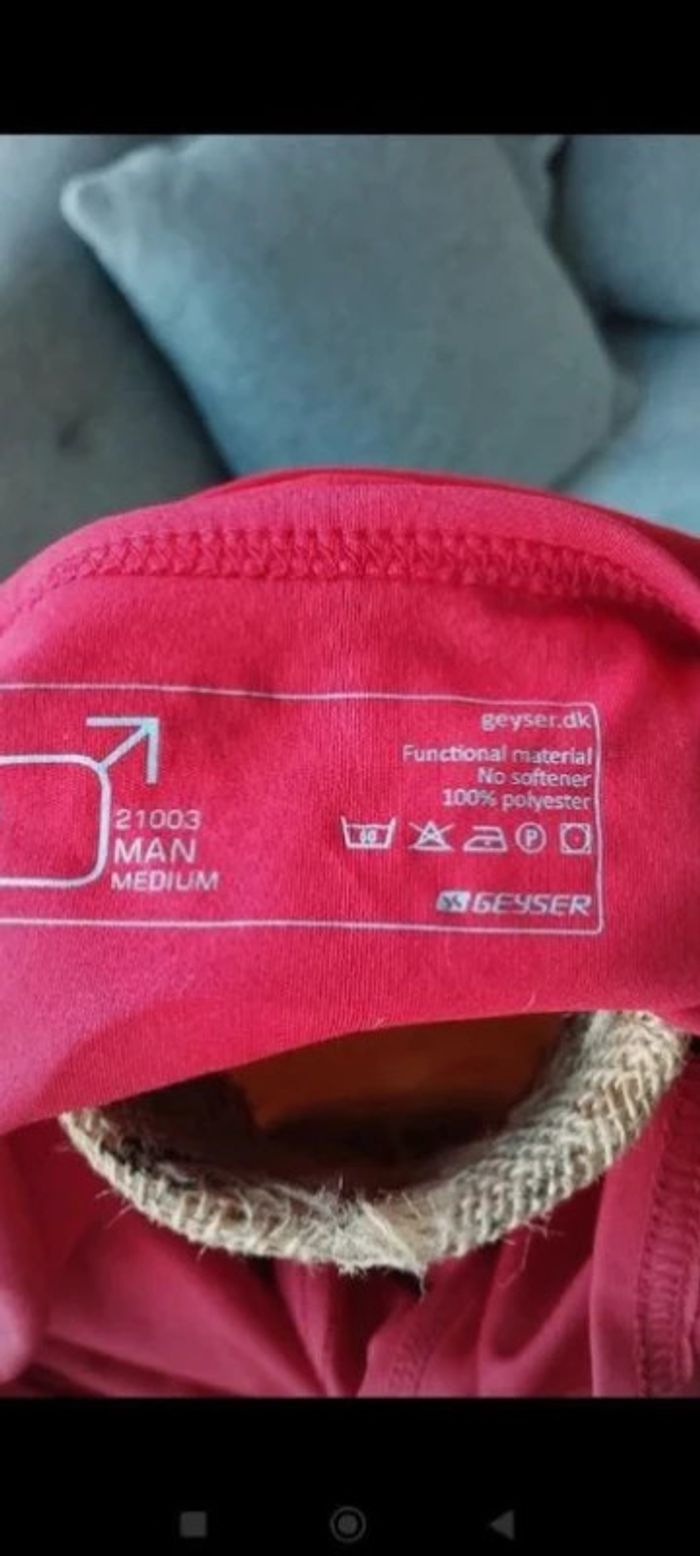 geyser.dk
Functional material
No softener
100% polyester
21003
MAN
MEDIUM
P
GEYSER